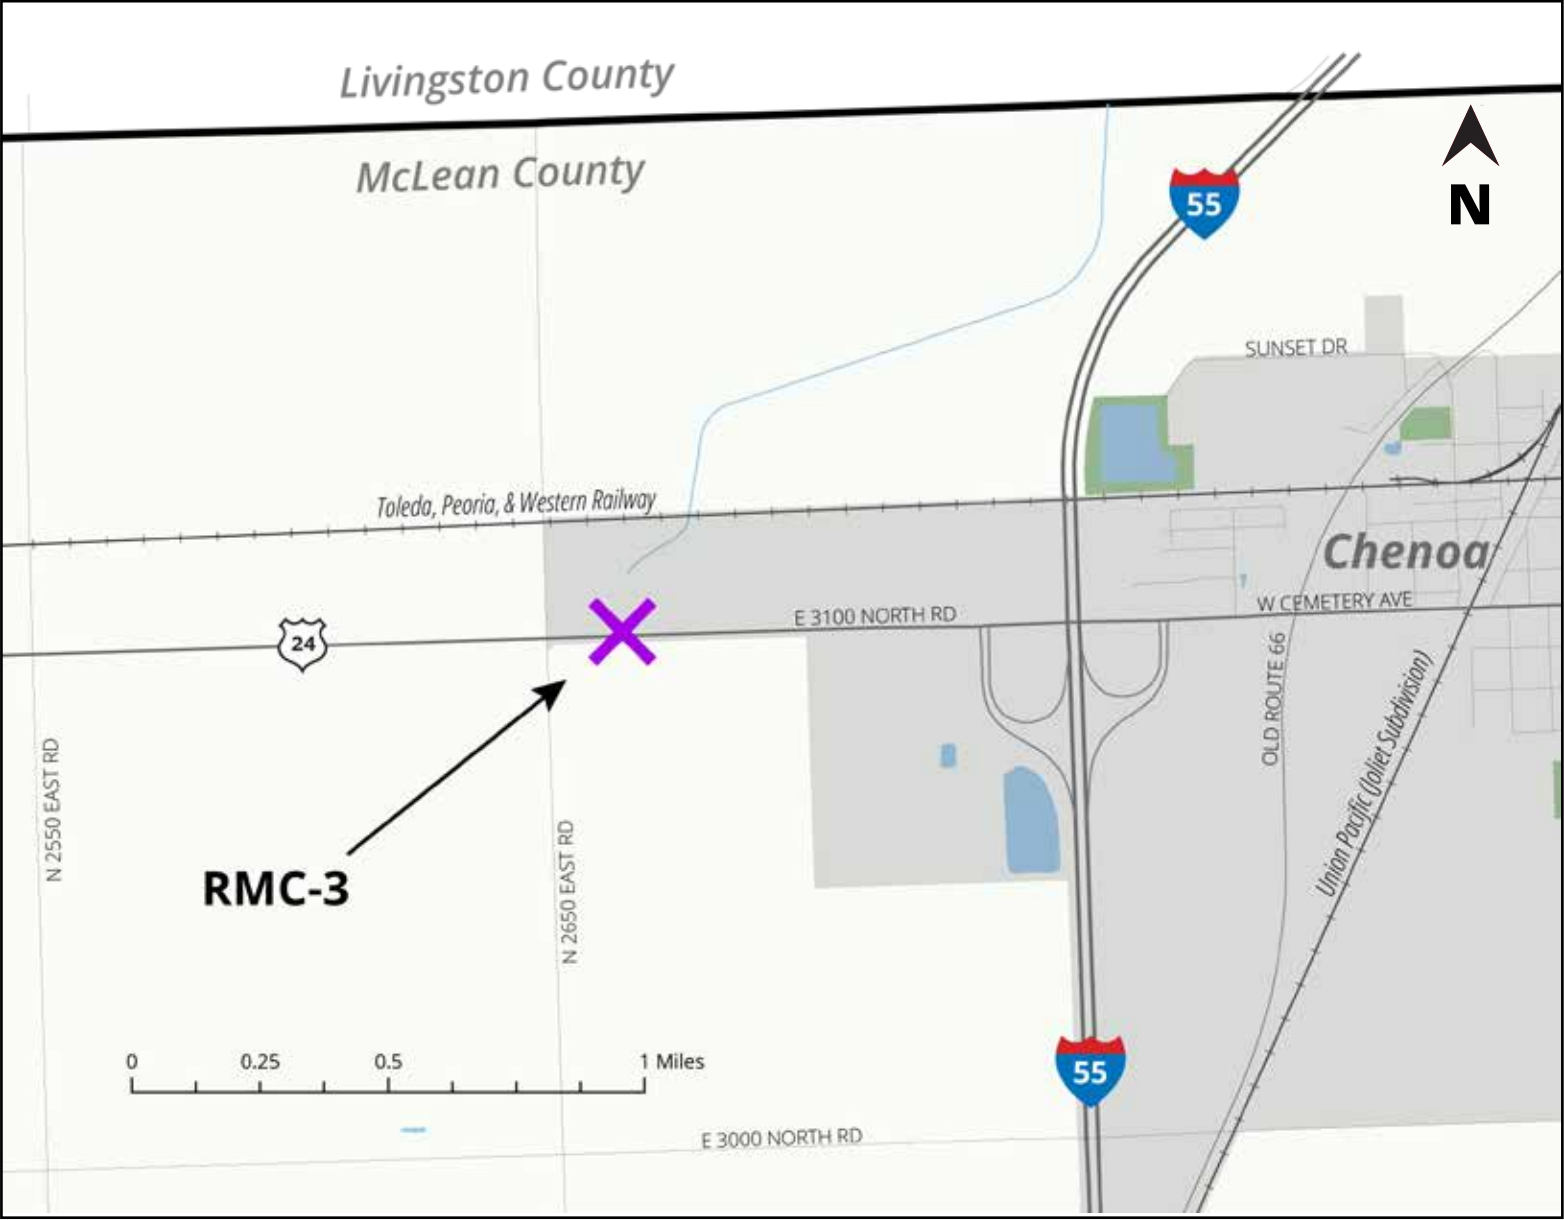 Livingston County
McLean County
55
N
SUNSET DR
Toledo, Peoria, & Western Railway
Chenoa
24
E 3100 NORTH RD
W CEMETERY AVE
OLD ROUTE 66
Union Pacific (Joliet Subdivision)
N 2550 EAST RD
N 2650 EAST RD
RMC-3
0 0.25 0.5 1 Miles
55
E 3000 NORTH RD